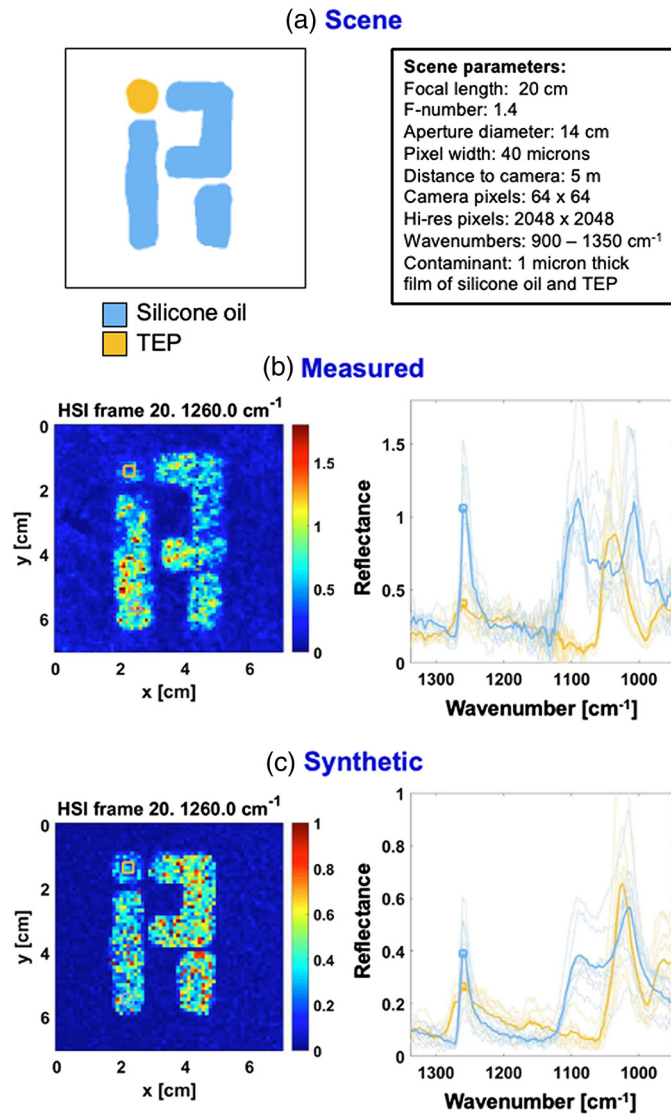 (a) Scene
Scene parameters:
Focal length: 20 cm
F-number: 1.4
Aperture diameter: 14 cm
Pixel width: 40 microns
Distance to camera: 5 m
Camera pixels: 64 x 64
Hi-res pixels: 2048 x 2048
Wavenumbers: 900 – 1350 cm⁻¹
Contaminant: 1 micron thick
film of silicone oil and TEP
Silicone oil
TEP
(b) Measured
HSI frame 20. 1260.0 cm⁻¹
0
2
4
6
y [cm]
0 2 4 6
x [cm]
1.5
1
0.5
0
Reflectance
1.5
1
0.5
0
1300 1200 1100 1000
Wavenumber [cm⁻¹]
(c) Synthetic
HSI frame 20. 1260.0 cm⁻¹
0
2
4
6
y [cm]
0 2 4 6
x [cm]
1
0.8
0.6
0.4
0.2
0
Reflectance
1
0.8
0.6
0.4
0.2
0
1300 1200 1100 1000
Wavenumber [cm⁻¹]